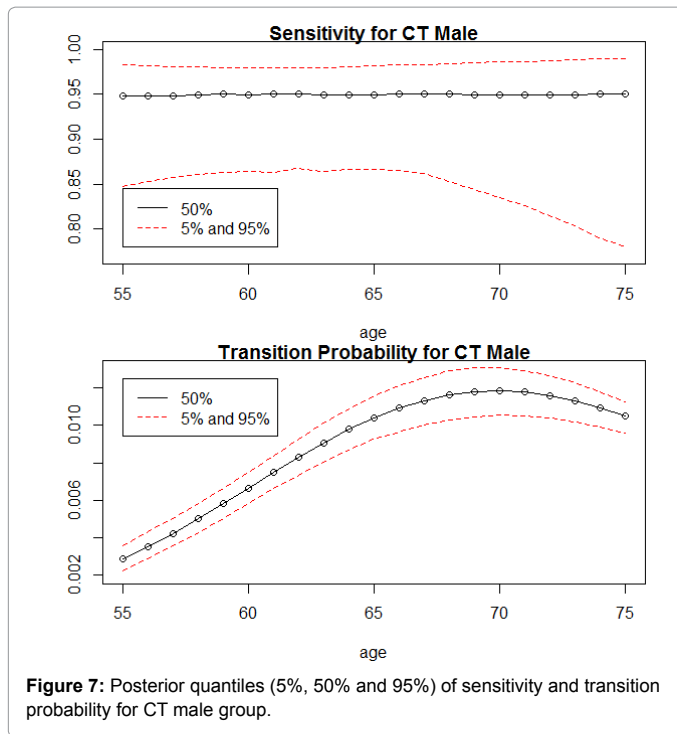 Sensitivity for CT Male
1.00
0.95
0.90
0.85
0.80
50%
5% and 95%
55 60 65 70 75
age
Transition Probability for CT Male
0.010
0.006
0.002
50%
5% and 95%
55 60 65 70 75
age
Figure 7: Posterior quantiles (5%, 50% and 95%) of sensitivity and transition
probability for CT male group.